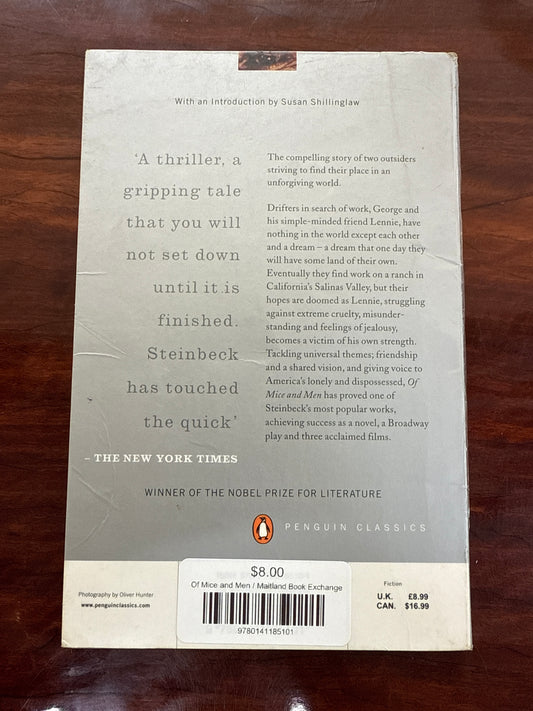 With an Introduction by Susan Shillinglaw
‘A thriller, a
gripping tale
that you will
not set down
until it is
finished.
Steinbeck
has touched
the quick’
– THE NEW YORK TIMES
The compelling story of two outsiders
striving to find their place in an
unforgiving world.
Drifters in search of work, George and
his simple-minded friend Lennie, have
nothing in the world except each other
and a dream – a dream that one day they
will have some land of their own.
Eventually they find work on a ranch in
California’s Salinas Valley, but their
hopes are doomed as Lennie, struggling
against extreme cruelty, misunder-
standing and feelings of jealousy,
becomes a victim of his own strength.
Tackling universal themes; friendship
and a shared vision, and giving voice to
America’s lonely and dispossessed, Of
Mice and Men has proved one of
Steinbeck’s most popular works,
achieving success as a novel, a Broadway
play and three acclaimed films.
WINNER OF THE NOBEL PRIZE FOR LITERATURE
PENGUIN CLASSICS
Photography by Oliver Hunter
www.penguinclassics.com
$8.00
Of Mice and Men / Maitland Book Exchange
9780141185101
Fiction
U.K. £8.99
CAN. $16.99